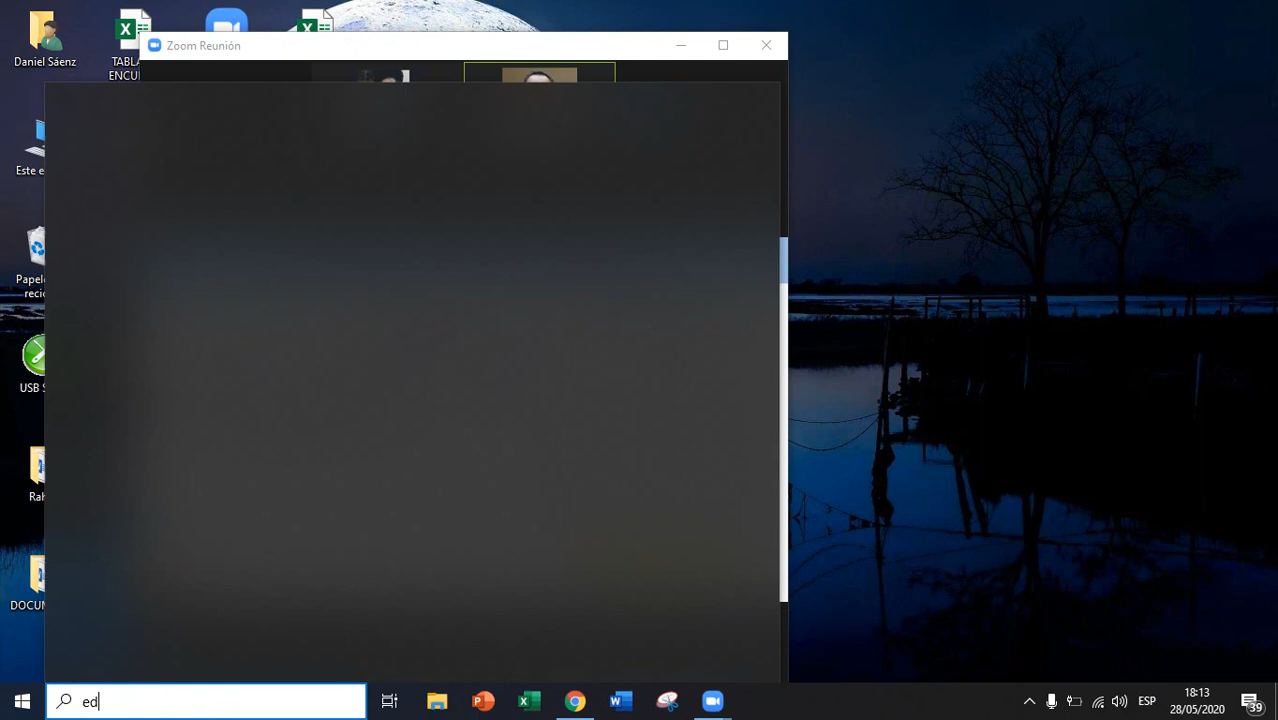 Zoom Reunión
Daniel Sáenz
TABLA
ENCU
Este e
Papele
recic
USB S
Rah
DOCUM
ed
ESP
18:13
28/05/2020
39